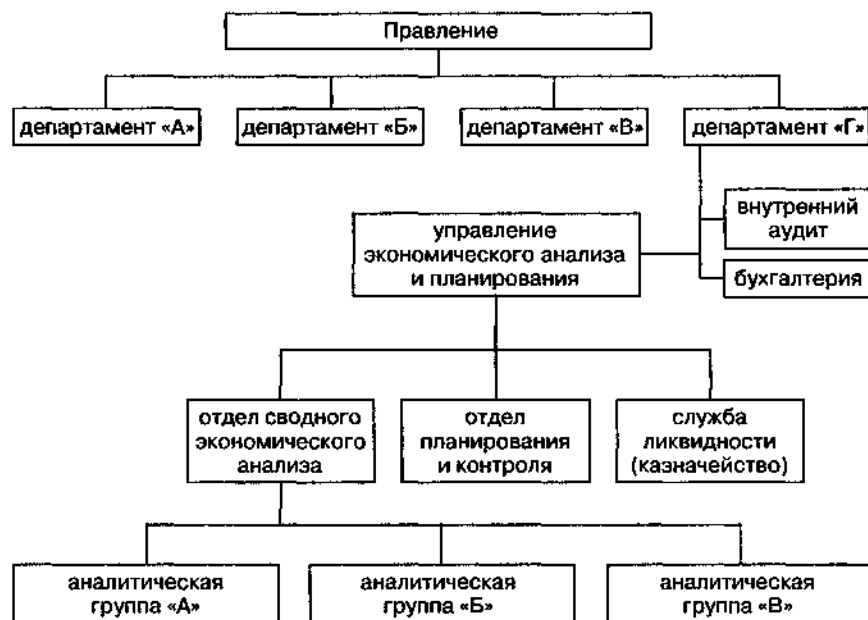 Правление
департамент «А»
департамент «Б»
департамент «В»
департамент «Г»
внутренний
аудит
управление
экономического анализа
и планирования
бухгалтерия
отдел сводного
экономического
анализа
отдел
планирования
и контроля
служба
ликвидности
(казначейство)
аналитическая
группа «А»
аналитическая
группа «Б»
аналитическая
группа «В»